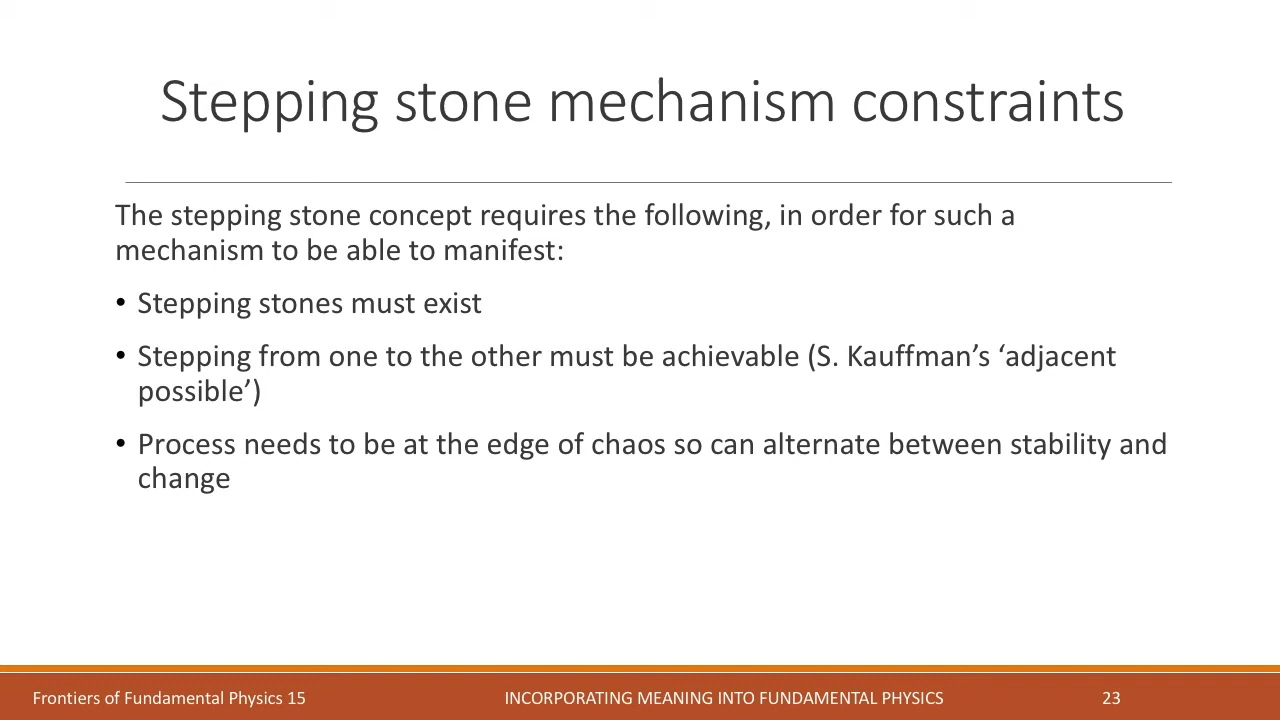 Stepping stone mechanism constraints
The stepping stone concept requires the following, in order for such a
mechanism to be able to manifest:
• Stepping stones must exist
• Stepping from one to the other must be achievable (S. Kauffman’s ‘adjacent
possible’)
• Process needs to be at the edge of chaos so can alternate between stability and
change
Frontiers of Fundamental Physics 15
INCORPORATING MEANING INTO FUNDAMENTAL PHYSICS
23